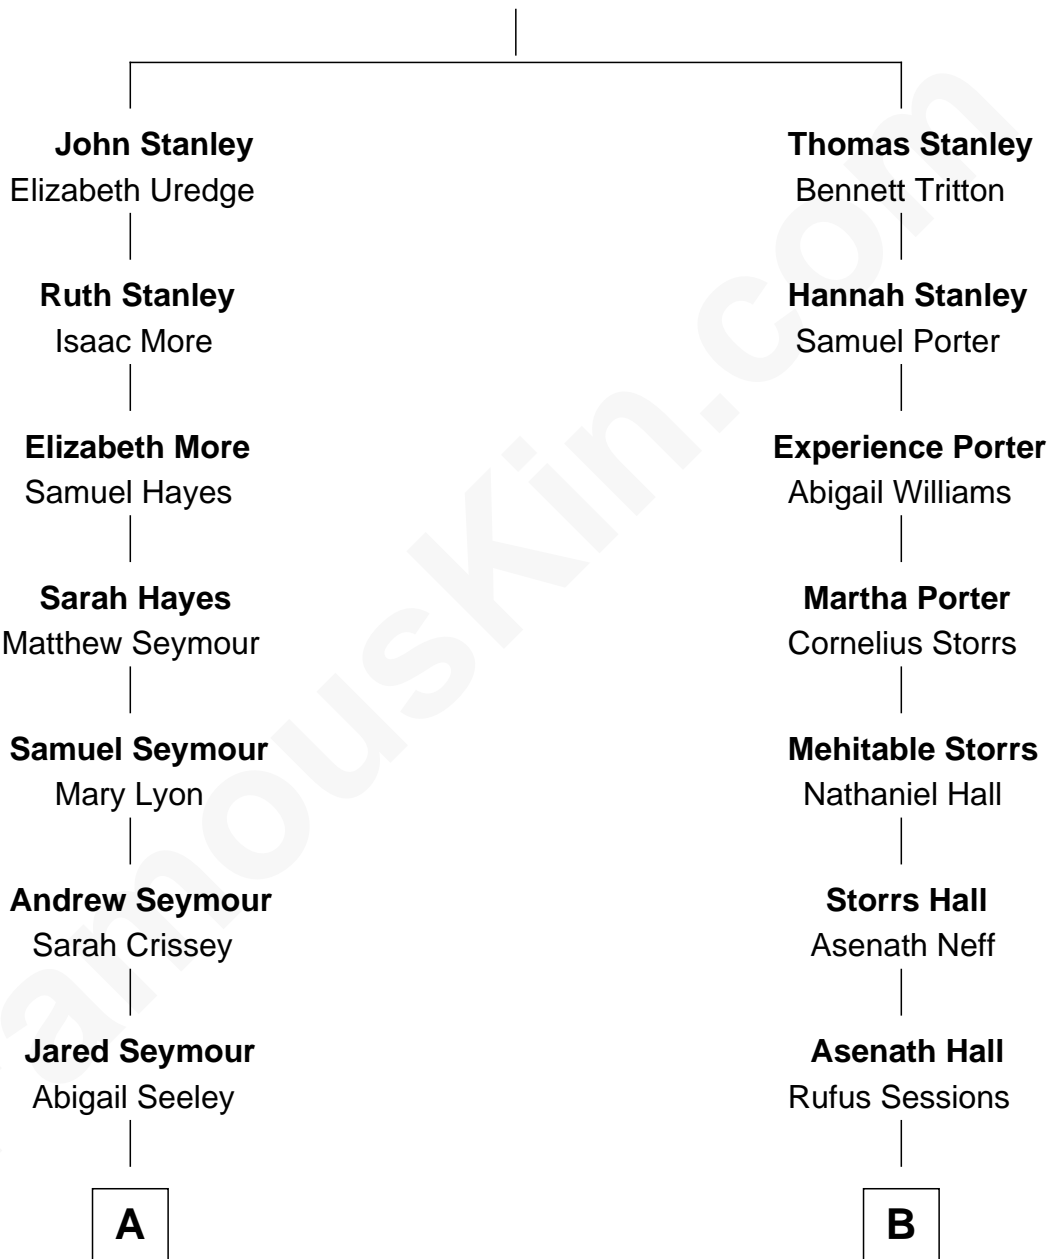 John Stanley
Elizabeth Uredge
Ruth Stanley
Isaac More
Elizabeth More
Samuel Hayes
Sarah Hayes
Matthew Seymour
Samuel Seymour
Mary Lyon
Andrew Seymour
Sarah Crissey
Jared Seymour
Abigail Seeley
A
Thomas Stanley
Bennett Tritton
Hannah Stanley
Samuel Porter
Experience Porter
Abigail Williams
Martha Porter
Cornelius Storrs
Mehitable Storrs
Nathaniel Hall
Storrs Hall
Asenath Neff
Asenath Hall
Rufus Sessions
B
amousKin.com